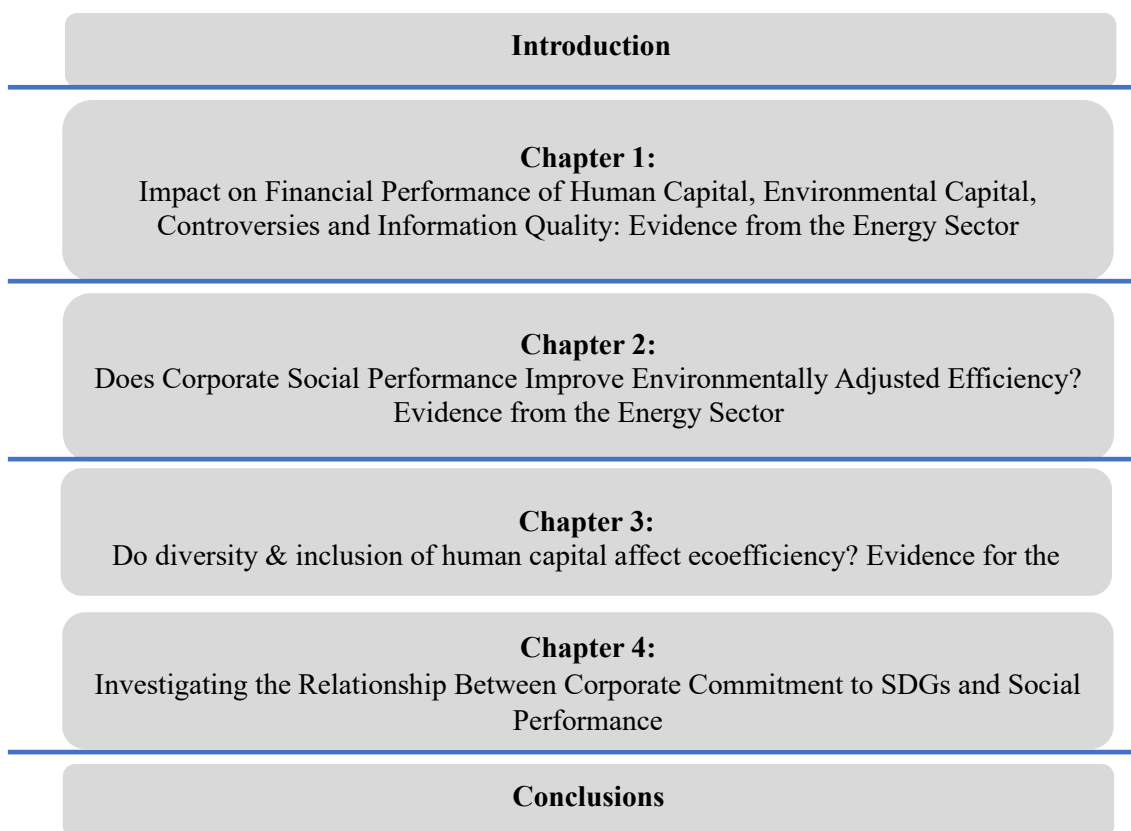 Introduction
Chapter 1:
Impact on Financial Performance of Human Capital, Environmental Capital,
Controversies and Information Quality: Evidence from the Energy Sector
Chapter 2:
Does Corporate Social Performance Improve Environmentally Adjusted Efficiency?
Evidence from the Energy Sector
Chapter 3:
Do diversity & inclusion of human capital affect ecoefficiency? Evidence for the
Chapter 4:
Investigating the Relationship Between Corporate Commitment to SDGs and Social
Performance
Conclusions